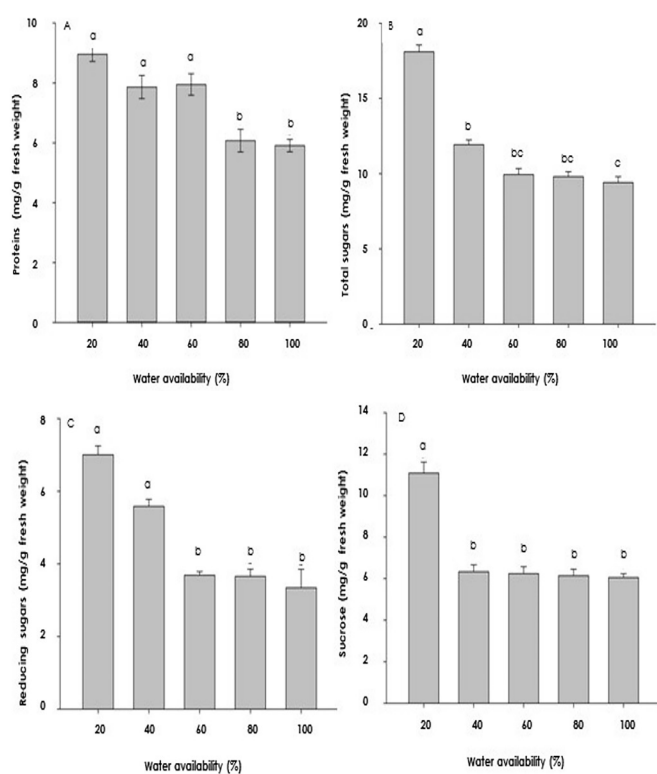 A
Proteins (mg/g fresh weight)
10
8
6
4
2
0
a
a
a
b
b
20 40 60 80 100
Water availability (%)
B
Total sugars (mg/g fresh weight)
20
15
10
5
0
a
b
bc
bc
c
20 40 60 80 100
Water availability (%)
C
Reducing sugars (mg/g fresh weight)
8
6
4
2
0
a
a
b
b
b
20 40 60 80 100
Water availability (%)
D
Sucrose (mg/g fresh weight)
14
12
10
8
6
4
2
0
a
b
b
b
b
20 40 60 80 100
Water availability (%)